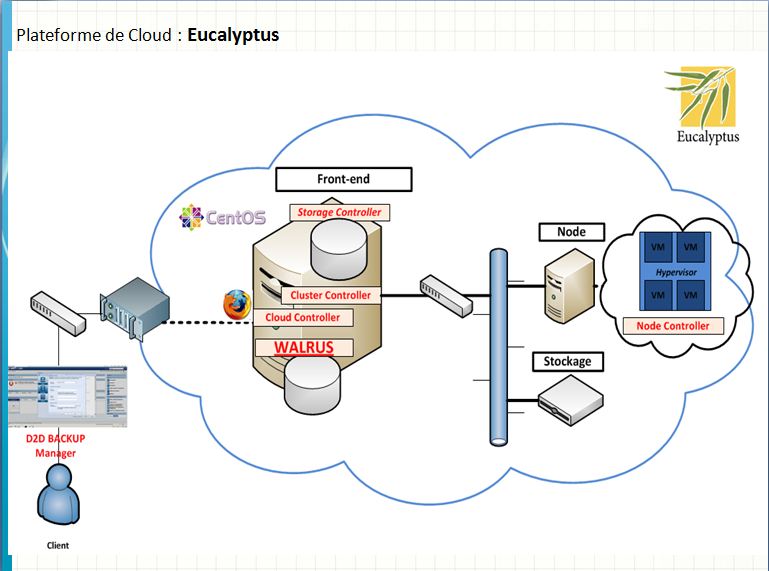 Plateforme de Cloud : Eucalyptus
Eucalyptus
Front-end
CentOS
Storage Controller
Cluster Controller
Cloud Controller
WALRUS
Node
VM VM
Hypervisor
VM VM
Node Controller
Stockage
D2D BACKUP
Manager
Client